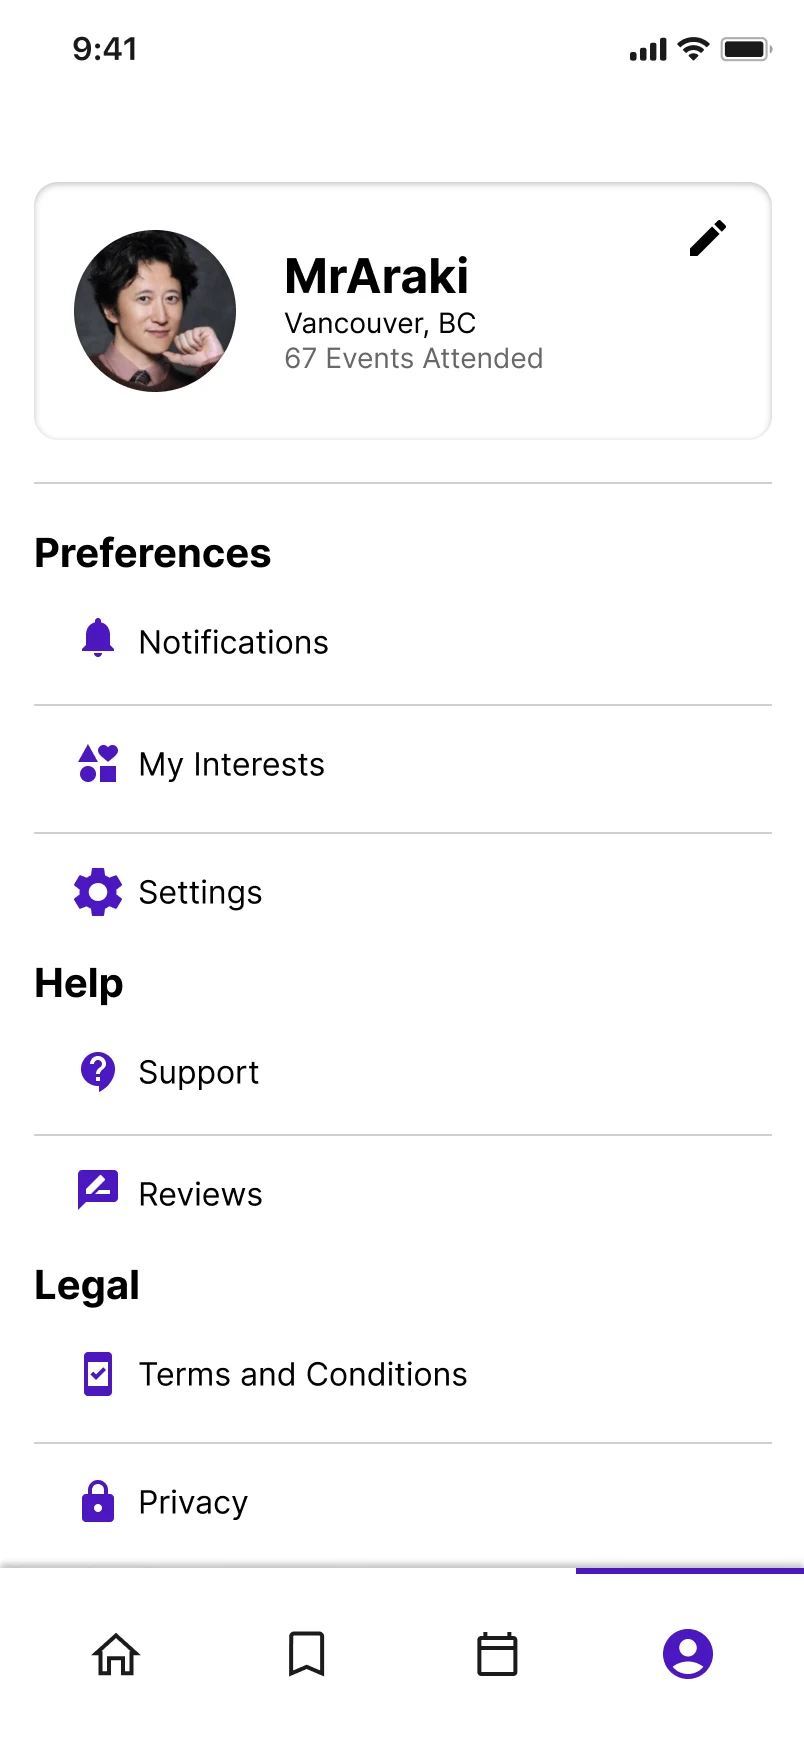 9:41
MrAraki
Vancouver, BC
67 Events Attended
Preferences
Notifications
My Interests
Settings
Help
Support
Reviews
Legal
Terms and Conditions
Privacy